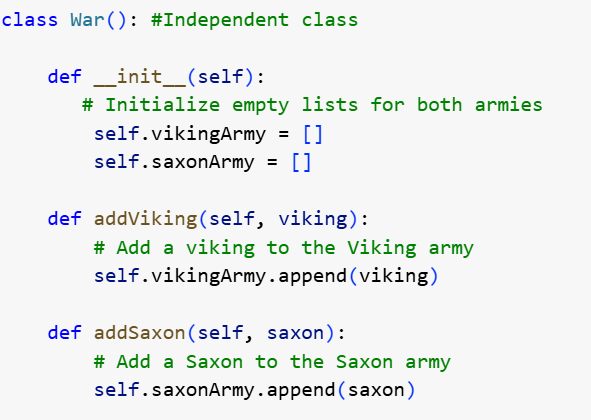 class War(): #Independent class
def __init__(self):
# Initialize empty lists for both armies
self.vikingArmy = []
self.saxonArmy = []
def addViking(self, viking):
# Add a viking to the Viking army
self.vikingArmy.append(viking)
def addSaxon(self, saxon):
# Add a Saxon to the Saxon army
self.saxonArmy.append(saxon)